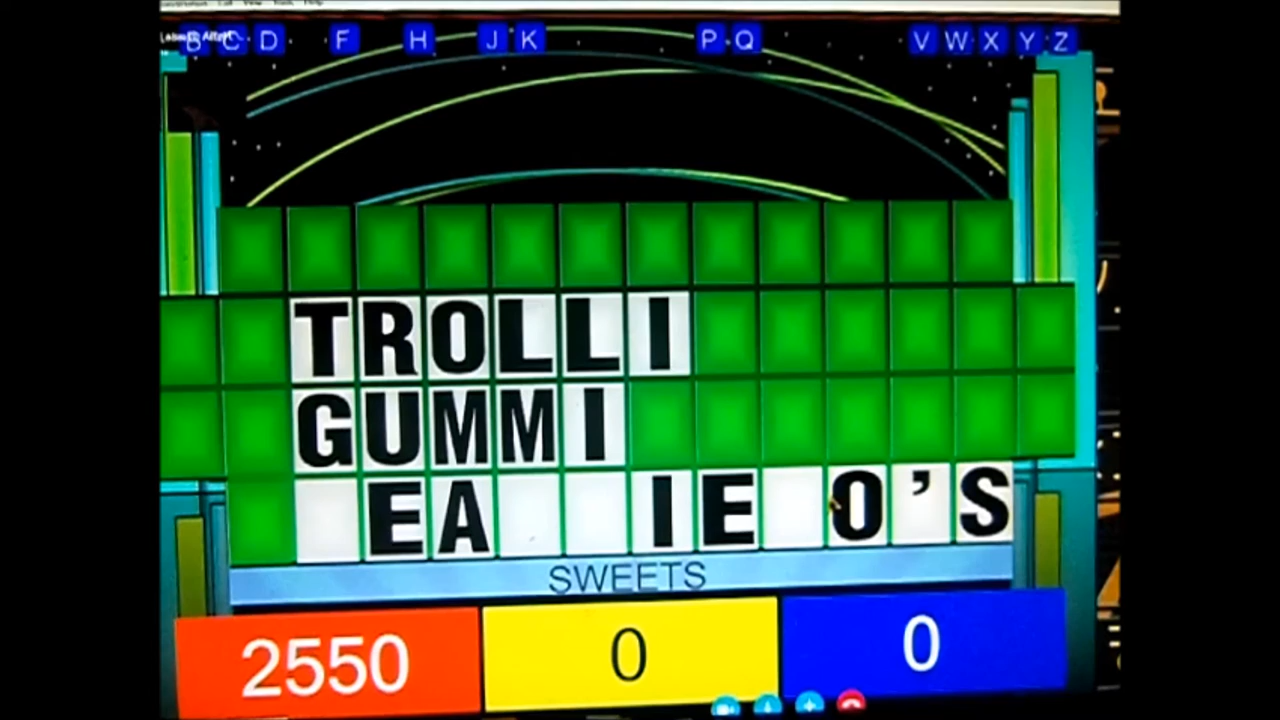 B C D F H J K P Q V W X Y Z
TROLLI
GUMMI
EA IE O'S
SWEETS
2550 0 0